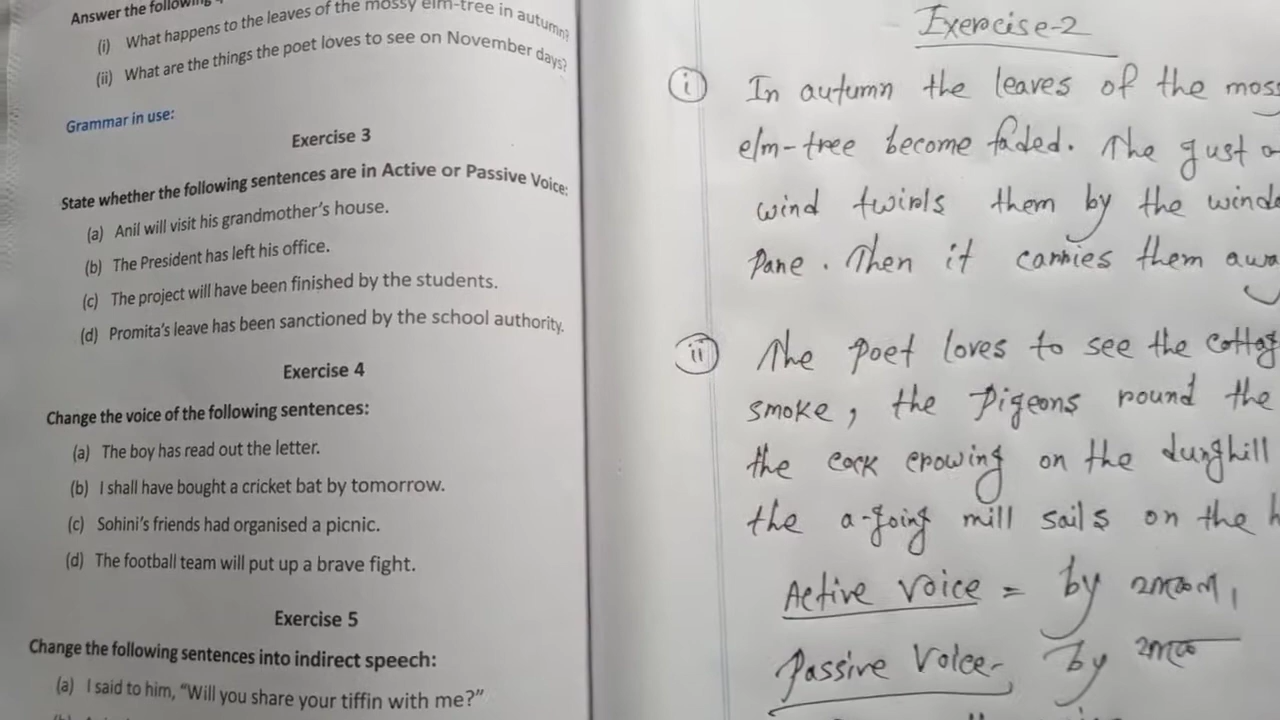 Answer the following
(i) What happens to the leaves of the mossy elm-tree in autumn?
(ii) What are the things the poet loves to see on November days?
Grammar in use:
Exercise 3
State whether the following sentences are in Active or Passive Voice:
(a) Anil will visit his grandmother's house.
(b) The President has left his office.
(c) The project will have been finished by the students.
(d) Promita's leave has been sanctioned by the school authority.
Exercise 4
Change the voice of the following sentences:
(a) The boy has read out the letter.
(b) I shall have bought a cricket bat by tomorrow.
(c) Sohini's friends had organised a picnic.
(d) The football team will put up a brave fight.
Exercise 5
Change the following sentences into indirect speech:
(a) I said to him, "Will you share your tiffin with me?"
Exercise-2
i In autumn the leaves of the moss
elm-tree become faded. The gust o
wind twirls them by the windo
Pane. Then it carries them awa
ii The poet loves to see the cottag
smoke, the Pigeons round the
the cock crowing on the dunghill
the a-going mill sails on the h
Active voice = by
Passive Voice- by